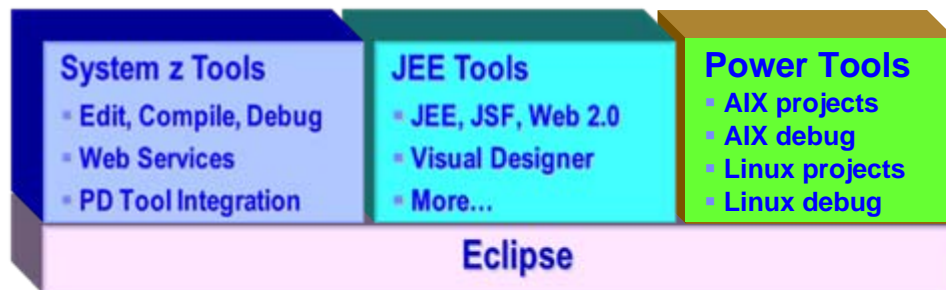 System z Tools
▪ Edit, Compile, Debug
▪ Web Services
▪ PD Tool Integration
JEE Tools
▪ JEE, JSF, Web 2.0
▪ Visual Designer
▪ More...
Power Tools
▪ AIX projects
▪ AIX debug
▪ Linux projects
▪ Linux debug
Eclipse